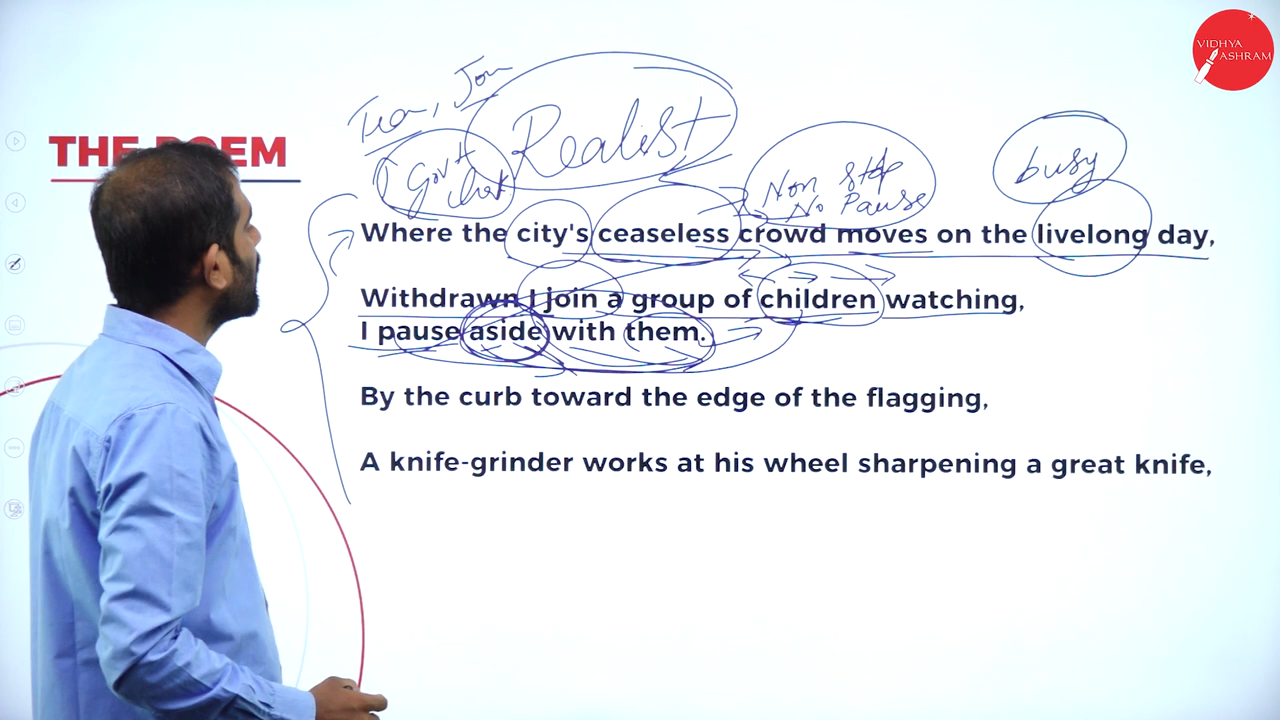 VIDHYA
ASHRAM
THE POEM
Realist
Govt
Non stop
No Pause
busy
Where the city's ceaseless crowd moves on the livelong day,
Withdrawn I join a group of children watching,
I pause aside with them.
By the curb toward the edge of the flagging,
A knife-grinder works at his wheel sharpening a great knife,